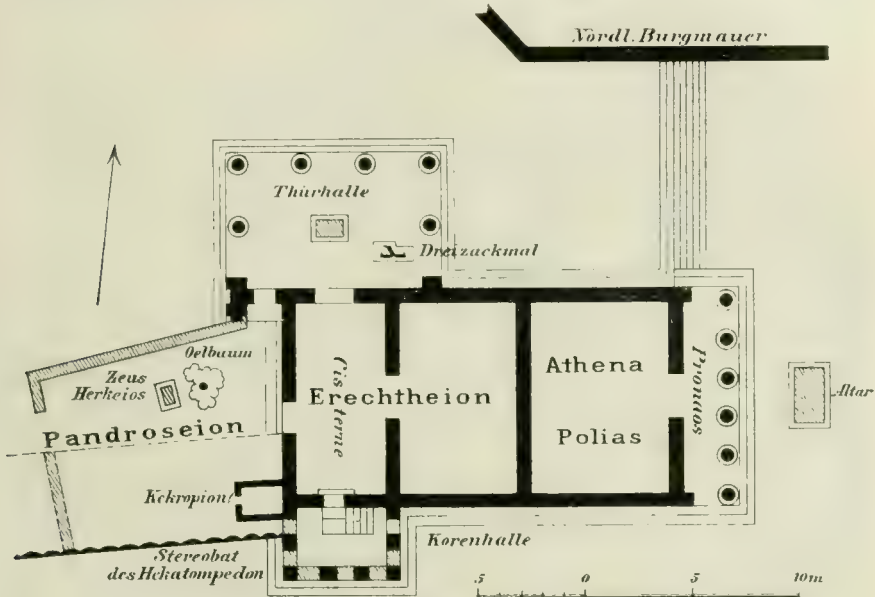 Nördl. Burgmauer
Thürhalle
Dreizackmal
Oelbaum
Zeus
Herkeios
Pandroseion
Cisterne
Erechtheion
Athena
Polias
Pronaos
Altar
Kekropion?
Korenhalle
Stereobat
des Hekatompedon
5 0 5 10m